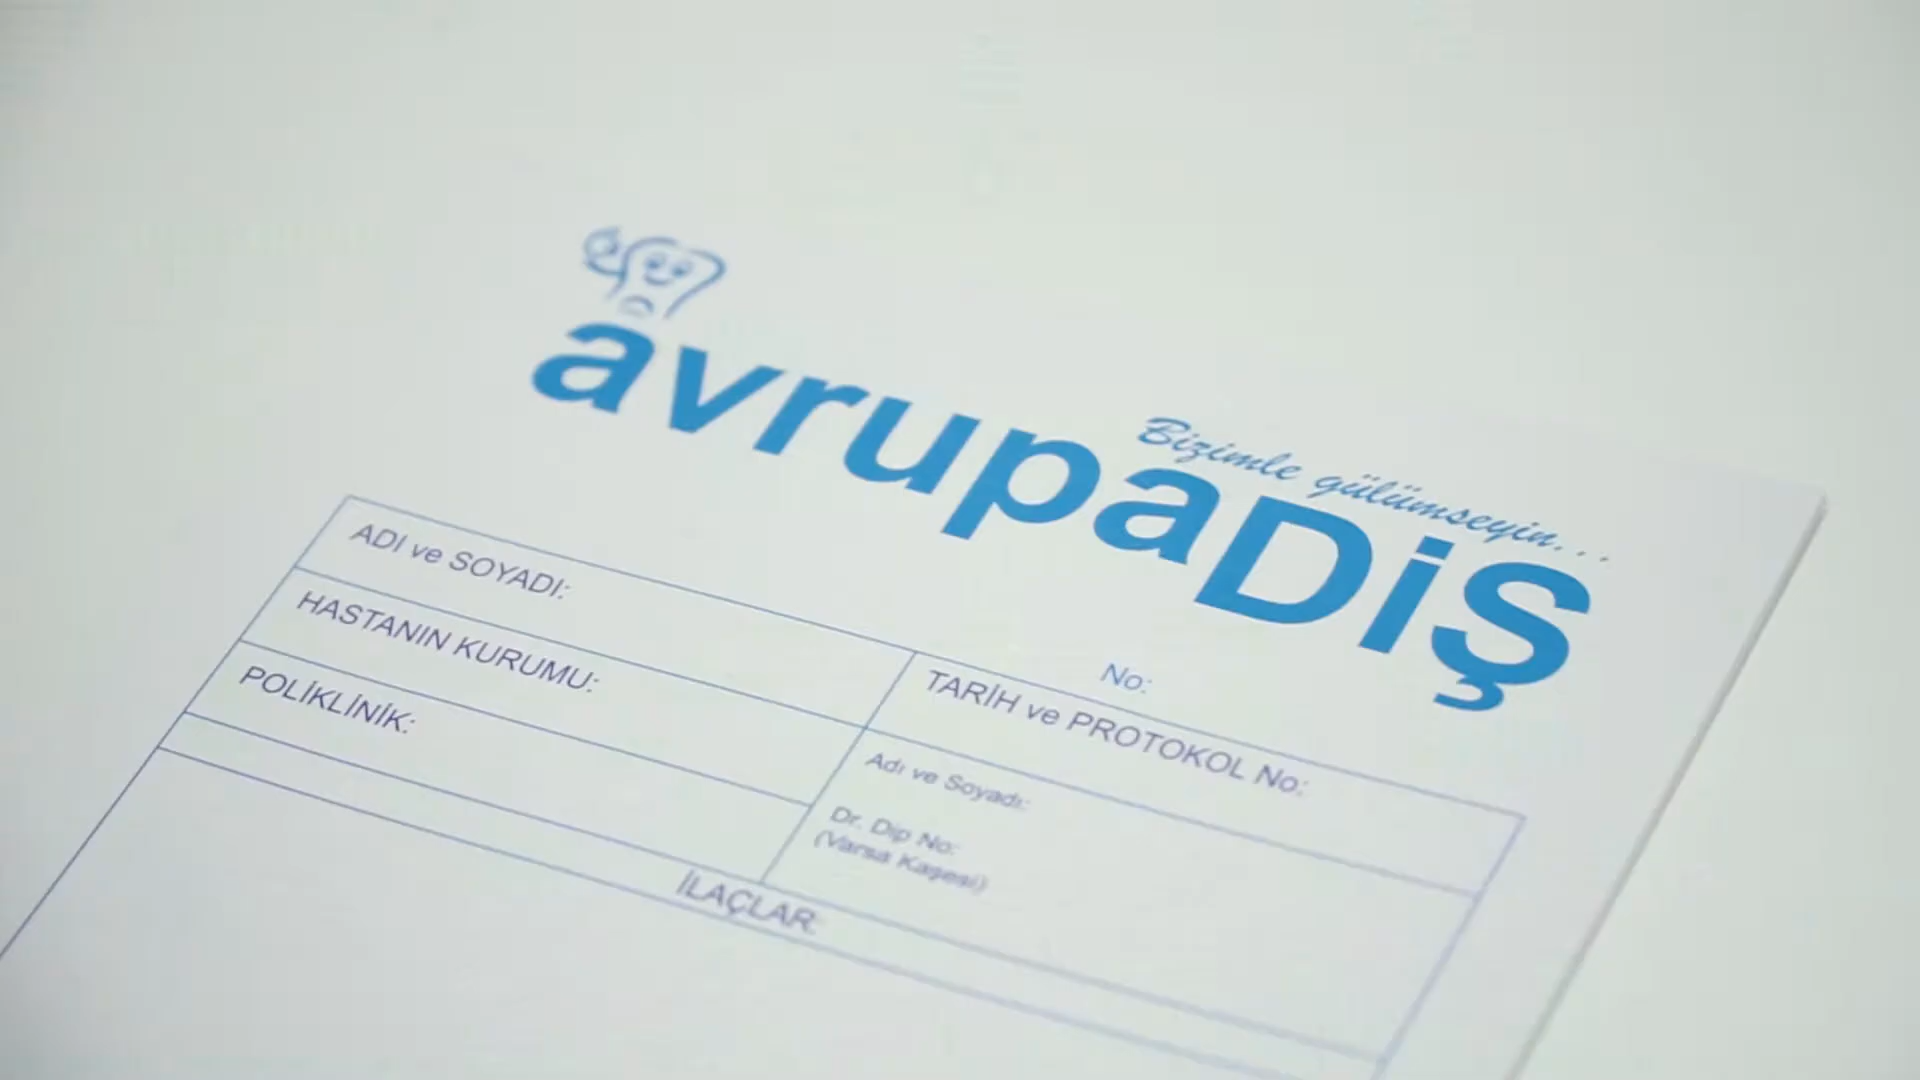 Bizimle gülümseyin...
avrupaDİŞ
No:
ADI ve SOYADI:
TARİH ve PROTOKOL No:
HASTANIN KURUMU:
Adı ve Soyadı:
POLİKLİNİK:
Dr. Dip No:
(Varsa Kaşesi)
İLAÇLAR: